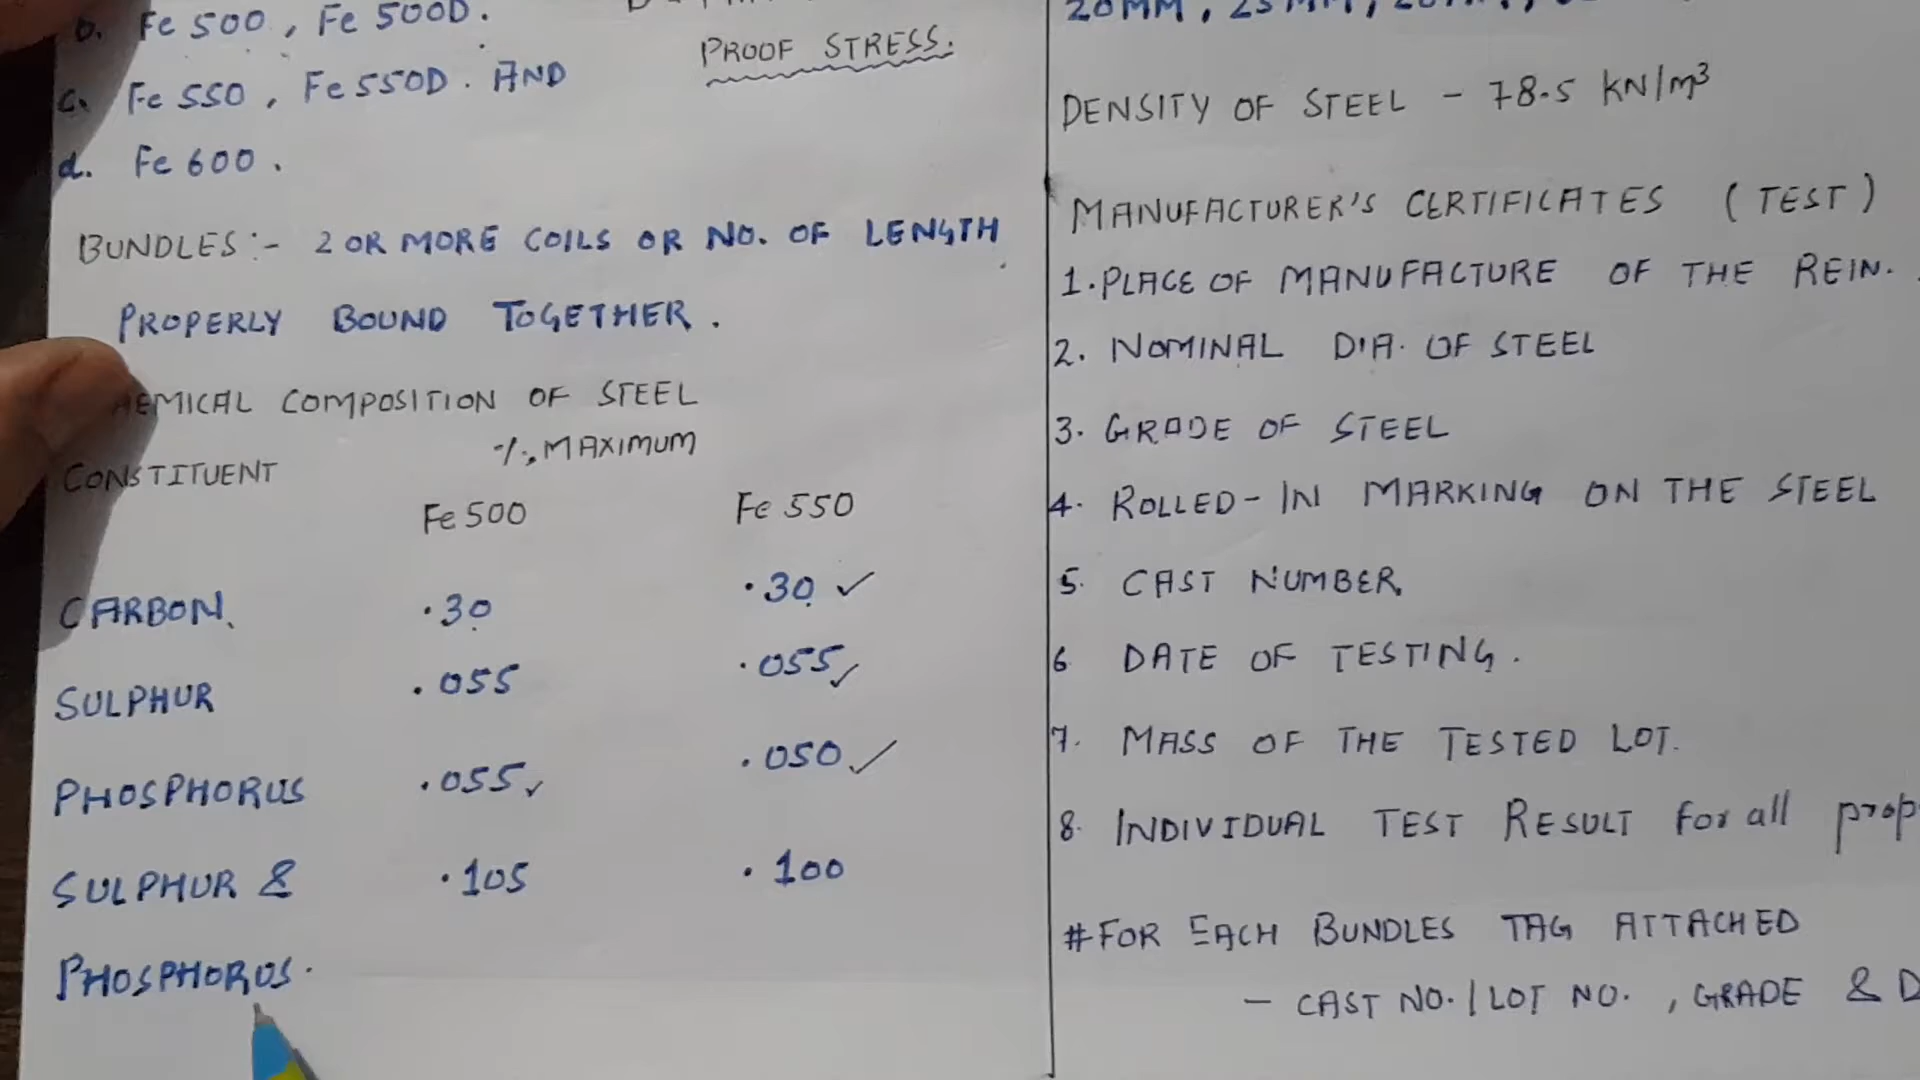 b. Fe 500, Fe 500D.
c. Fe 550, Fe 550D. AND
d. Fe 600.
PROOF STRESS.
BUNDLES:- 2 OR MORE COILS OR NO. OF LENGTH
PROPERLY BOUND TOGETHER.
HEMICAL COMPOSITION OF STEEL
%, MAXIMUM
CONSTITUENT
Fe 500 Fe 550
CARBON .30 .30 ✓
SULPHUR .055 .055 ✓
PHOSPHORUS .055 ✓ .050 ✓
SULPHUR & .105 .100
PHOSPHORUS.
20MM, 25MM,
DENSITY OF STEEL - 78.5 KN/m³
MANUFACTURER'S CERTIFICATES (TEST)
1. PLACE OF MANUFACTURE OF THE REIN.
2. NOMINAL DIA. OF STEEL
3. GRADE OF STEEL
4. ROLLED-IN MARKING ON THE STEEL
5. CAST NUMBER.
6 DATE OF TESTING.
7. MASS OF THE TESTED LOT.
8. INDIVIDUAL TEST RESULT for all prop
# FOR EACH BUNDLES TAG ATTACHED
- CAST NO./LOT NO., GRADE & D